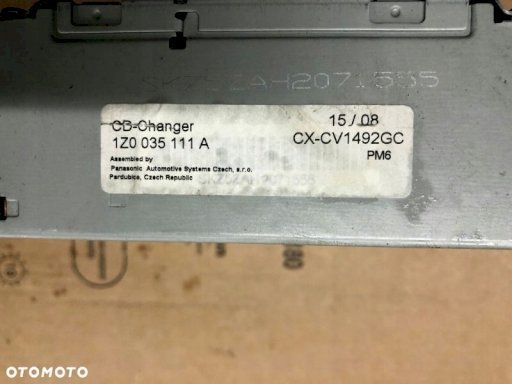 SKZ5ZAH2071555
CD-Changer
15 / 08
1Z0 035 111 A
CX-CV1492GC
PM6
Assembled by
Panasonic Automotive Systems Czech, s.r.o.
Pardubice, Czech Republic
OTOMOTO